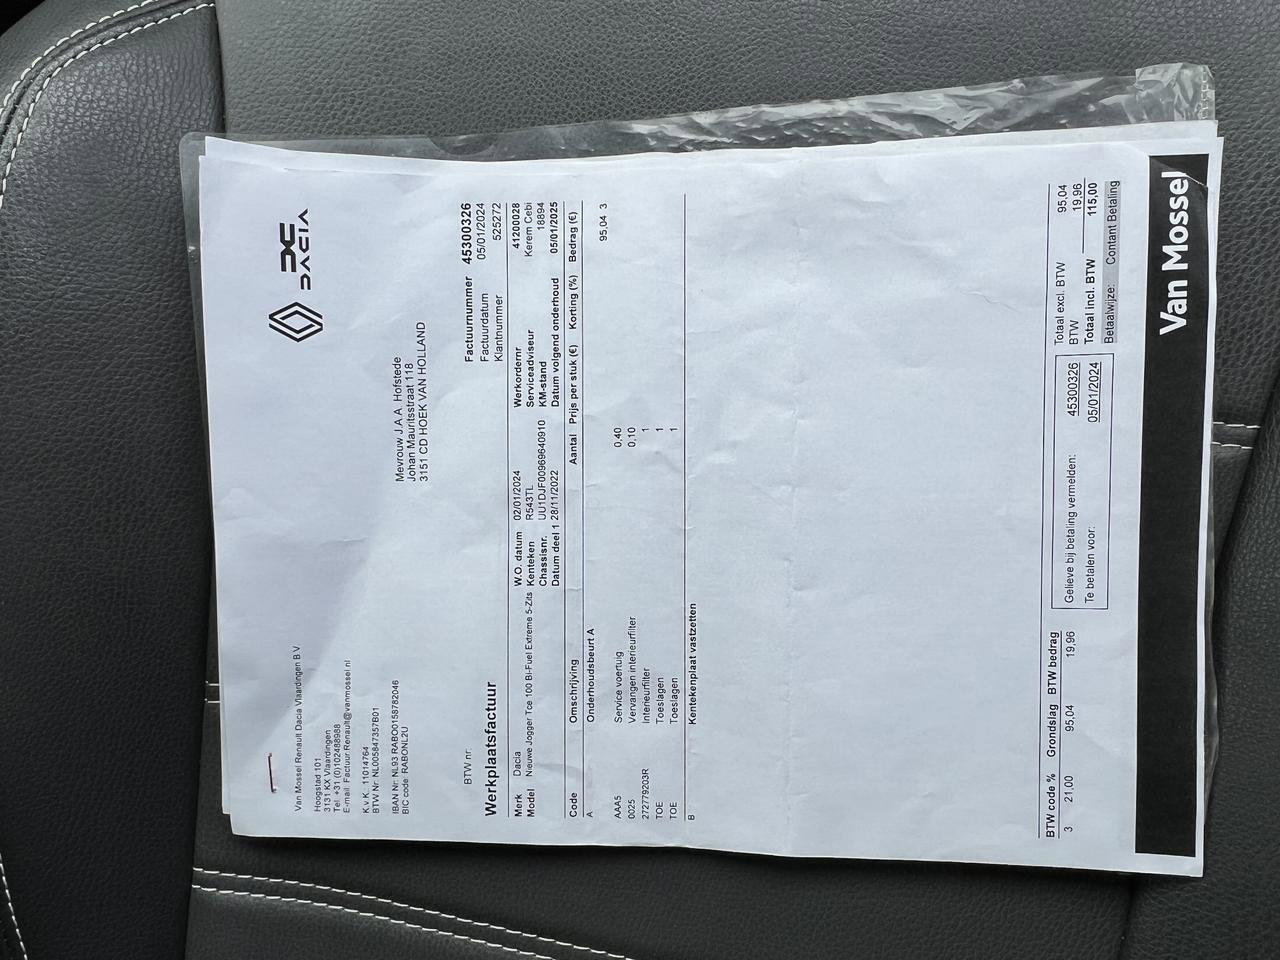 DACIA
Van Mossel Renault Dacia Vlaardingen B.V.
Hoogstad 101
3131 KX Vlaardingen
Tel: +31 (0)102488988
E-mail: Factuur.Renault@vanmossel.nl
K.v.K.: 11014764
BTW Nr: NL005847357B01
IBAN Nr: NL93 RABO0158782046
BIC code: RABONL2U
Mevrouw J.A.A. Hofstede
Johan Mauritsstraat 118
3151 CD HOEK VAN HOLLAND
BTW nr.
Factuurnummer 45300326
Factuurdatum 05/01/2024
Klantnummer 525272
Werkplaatsfactuur
Merk Dacia W.O. datum 02/01/2024 Werkordernr 41200028
Model Nieuwe Jogger Tce 100 Bi-Fuel Extreme 5-Zits Kenteken R543TL Serviceadviseur Kerem Cebi
Chassisnr. UU1DJF00969640910 KM-stand 18894
Datum deel 1 28/11/2022 Datum volgend onderhoud 05/01/2025
Code Omschrijving Aantal Prijs per stuk (€) Korting (%) Bedrag (€)
A Onderhoudsbeurt A
95,04 3
AAA5 Service voertuig 0,40
0025 Vervangen interieurfilter 0,10
272779203R Interieurfilter 1
TOE Toeslagen 1
TOE Toeslagen 1
B Kentekenplaat vastzetten
BTW code % Grondslag BTW bedrag
3 21,00 95,04 19,96
Gelieve bij betaling vermelden: 45300326
Te betalen voor: 05/01/2024
Totaal excl. BTW 95,04
BTW 19,96
Totaal incl. BTW 115,00
Betaalwijze: Contant Betaling
Van Mossel